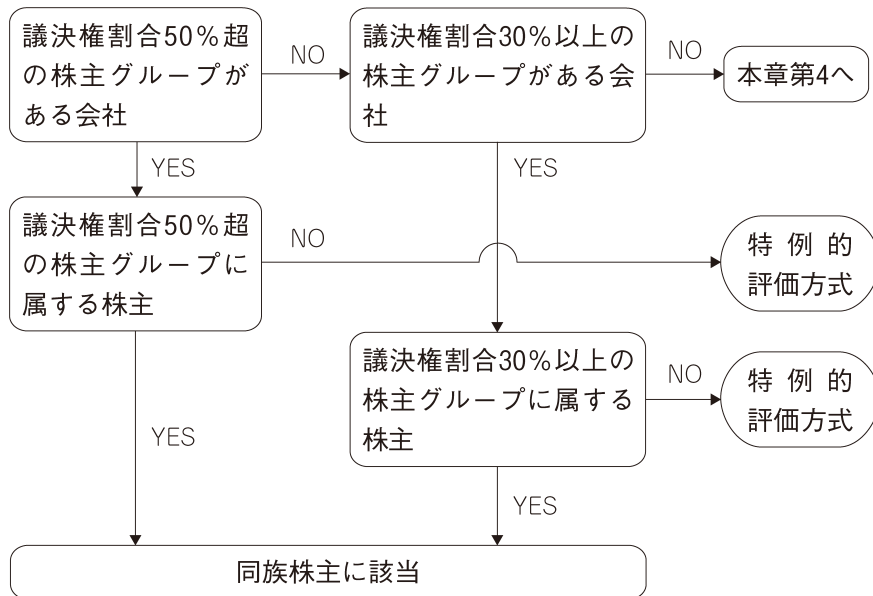 議決権割合50%超
の株主グループが
ある会社
NO
議決権割合30%以上の
株主グループがある会
社
NO
本章第4へ
YES
YES
議決権割合50%超
の株主グループに
属する株主
NO
特例的
評価方式
議決権割合30%以上の
株主グループに属する
株主
NO
特例的
評価方式
YES
YES
同族株主に該当